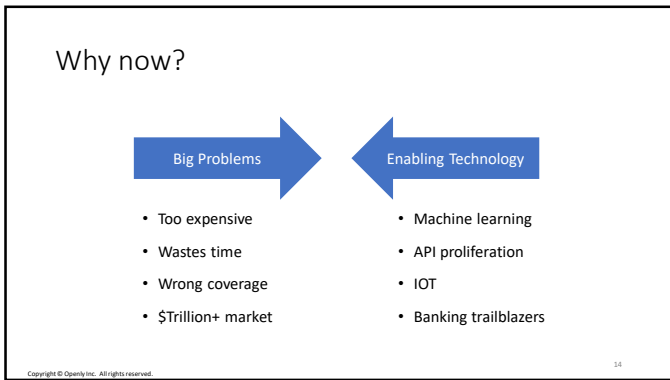 Why now?
Big Problems
• Too expensive
• Wastes time
• Wrong coverage
• $Trillion+ market
Enabling Technology
• Machine learning
• API proliferation
• IOT
• Banking trailblazers
Copyright © Openly Inc. All rights reserved.
14